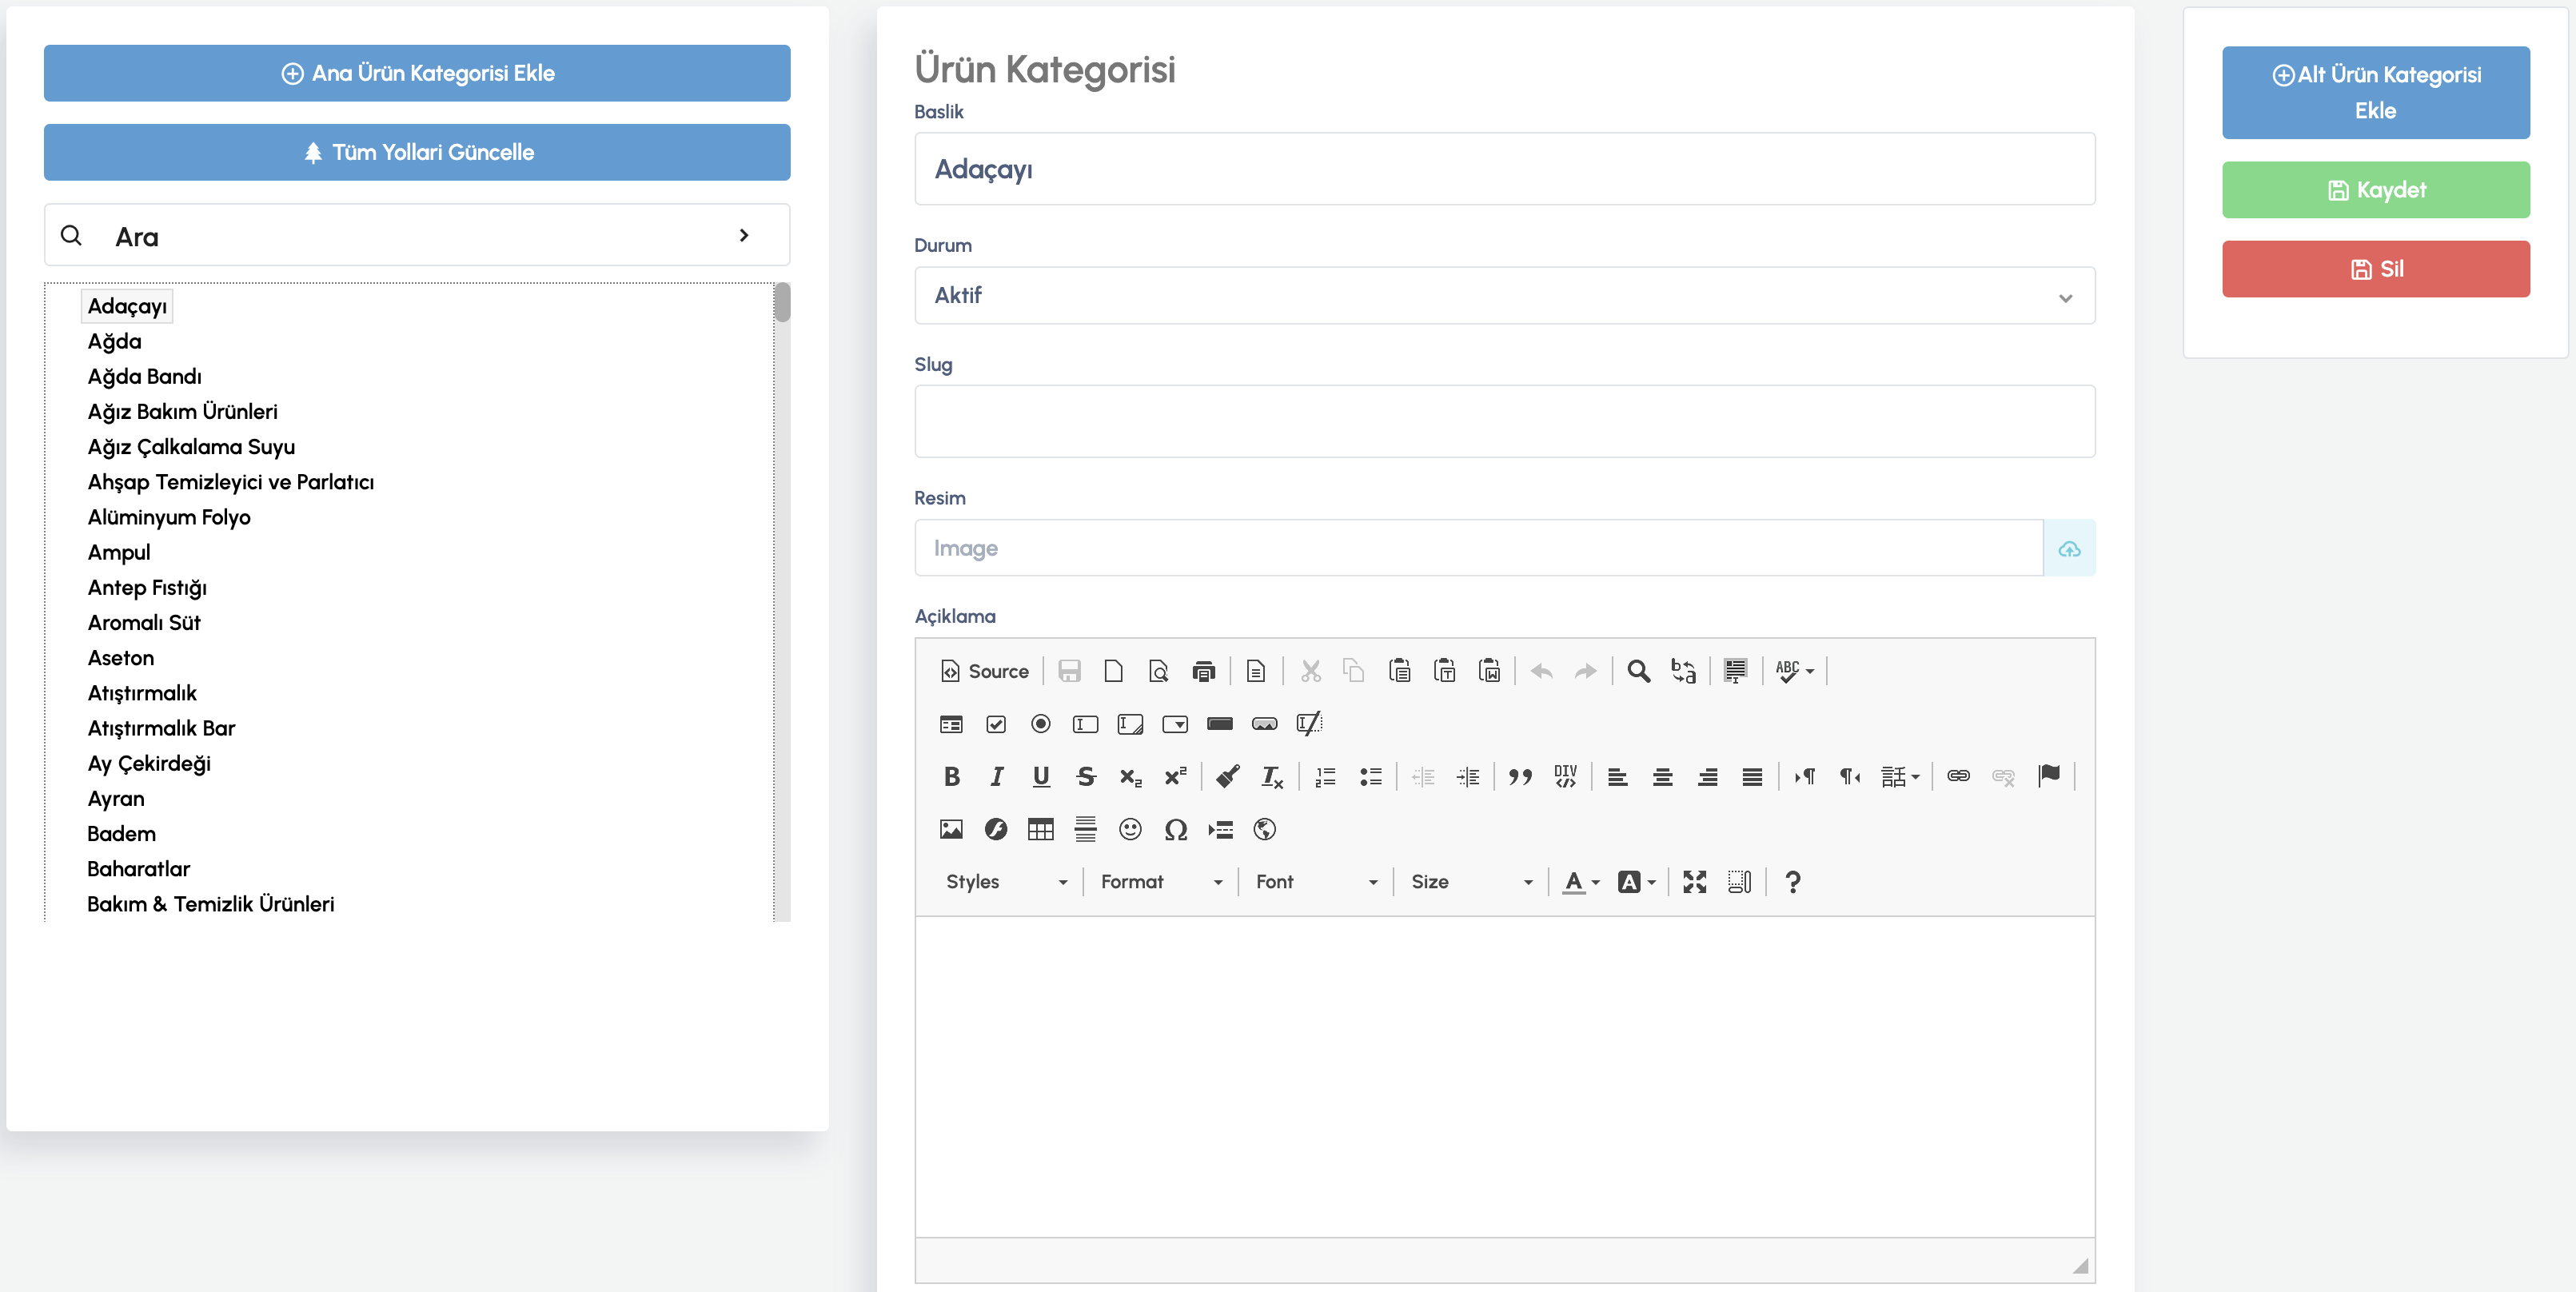 Ana Ürün Kategorisi Ekle
Tüm Yollari Güncelle
Ara
Adaçayı
Ağda
Ağda Bandı
Ağız Bakım Ürünleri
Ağız Çalkalama Suyu
Ahşap Temizleyici ve Parlatıcı
Alüminyum Folyo
Ampul
Antep Fıstığı
Aromalı Süt
Aseton
Atıştırmalık
Atıştırmalık Bar
Ay Çekirdeği
Ayran
Badem
Baharatlar
Bakım & Temizlik Ürünleri
Ürün Kategorisi
Baslik
Adaçayı
Durum
Aktif
Slug
Resim
Image
Açiklama
Source
ABC
DIV
Styles Format Font Size
Alt Ürün Kategorisi
Ekle
Kaydet
Sil